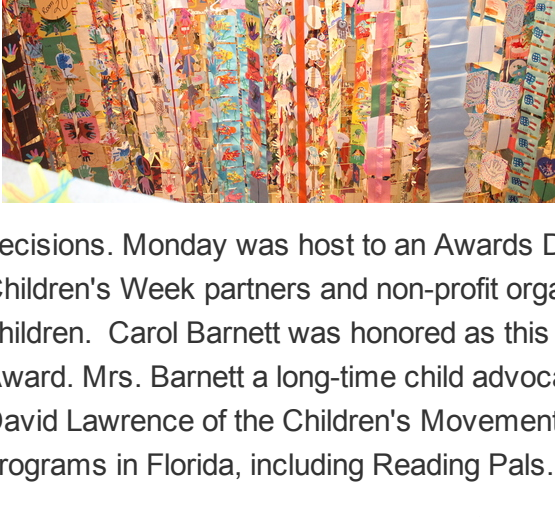 ecisions. Monday was host to an Awards D
Children's Week partners and non-profit orga
hildren. Carol Barnett was honored as this
Award. Mrs. Barnett a long-time child advoca
David Lawrence of the Children's Movement
rograms in Florida, including Reading Pals.